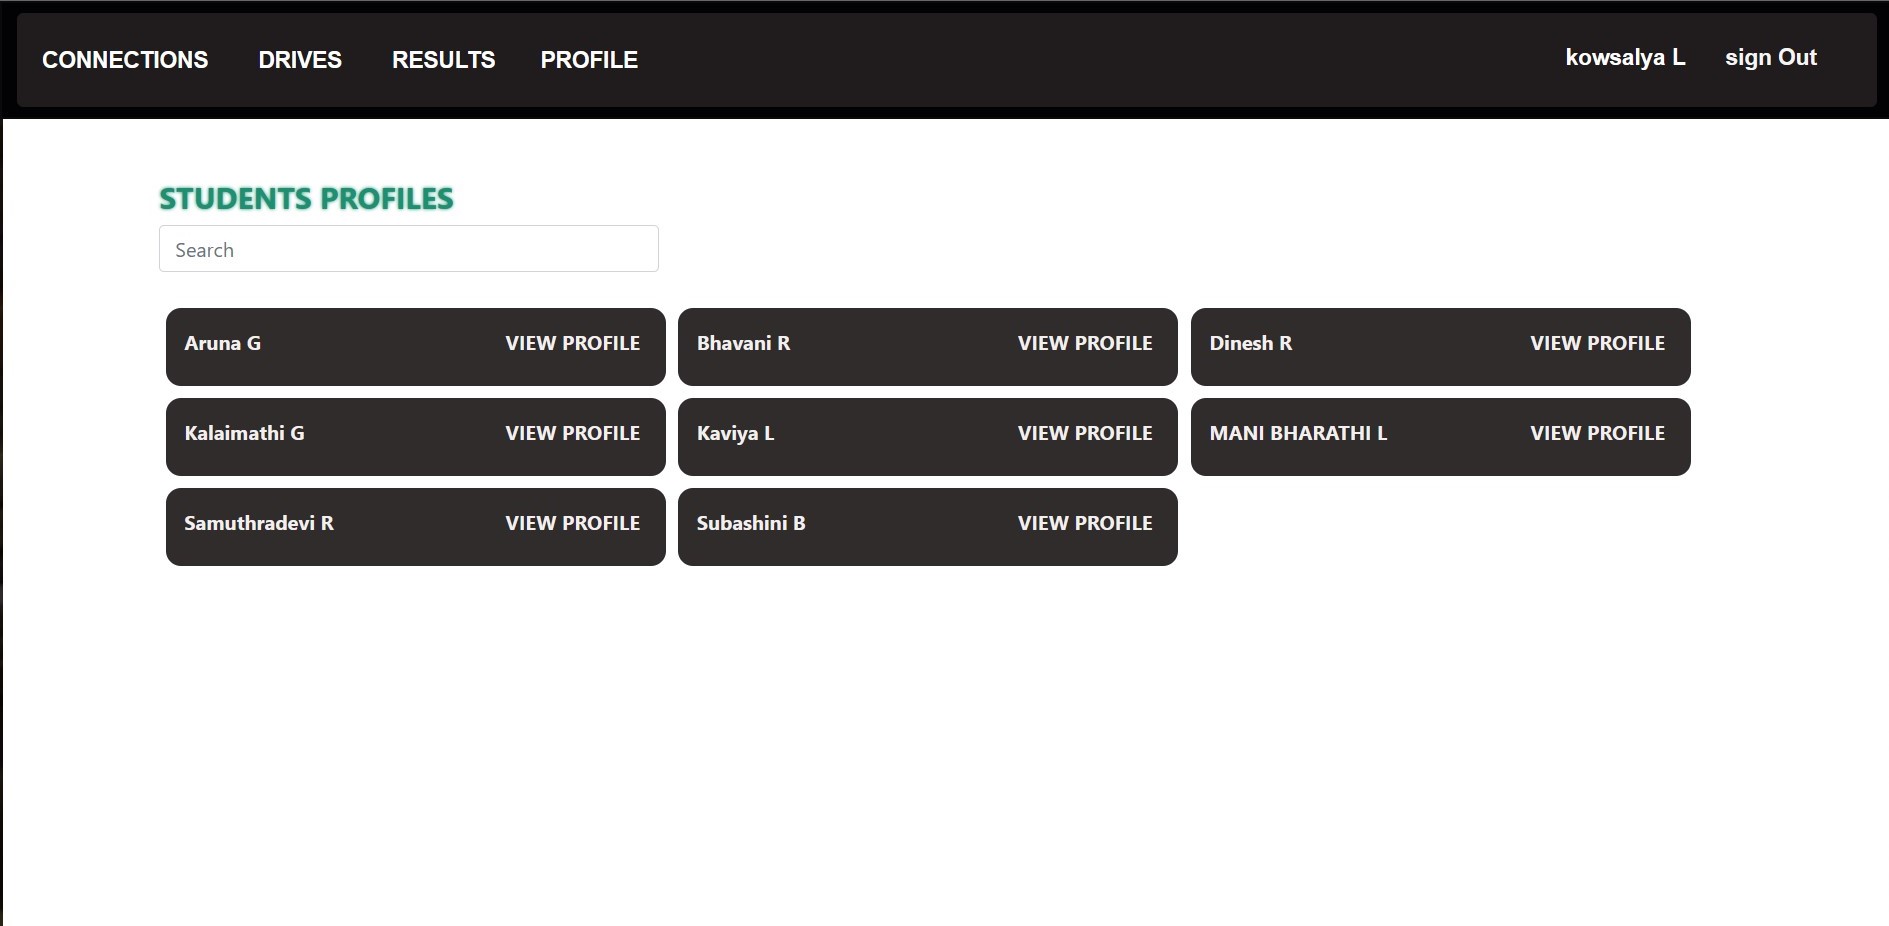 CONNECTIONS DRIVES RESULTS PROFILE kowsalya L sign Out
STUDENTS PROFILES
Search
Aruna G VIEW PROFILE Bhavani R VIEW PROFILE Dinesh R VIEW PROFILE
Kalaimathi G VIEW PROFILE Kaviya L VIEW PROFILE MANI BHARATHI L VIEW PROFILE
Samuthradevi R VIEW PROFILE Subashini B VIEW PROFILE